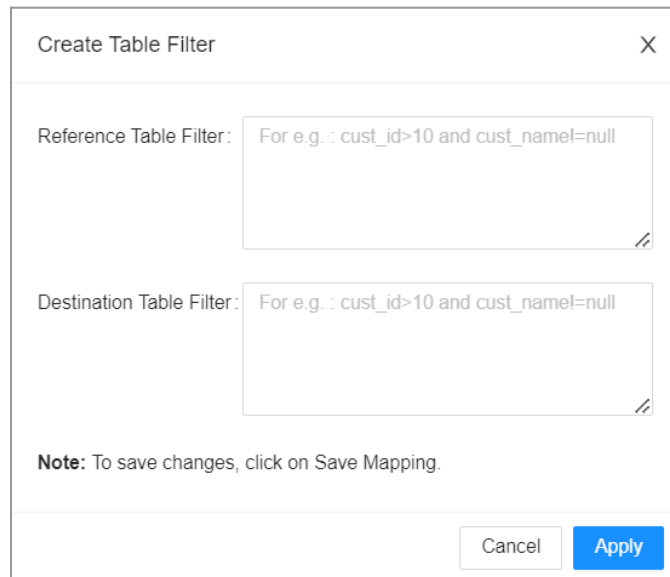 Create Table Filter X
Reference Table Filter: For e.g. : cust_id>10 and cust_name!=null
Destination Table Filter: For e.g. : cust_id>10 and cust_name!=null
Note: To save changes, click on Save Mapping.
Cancel Apply